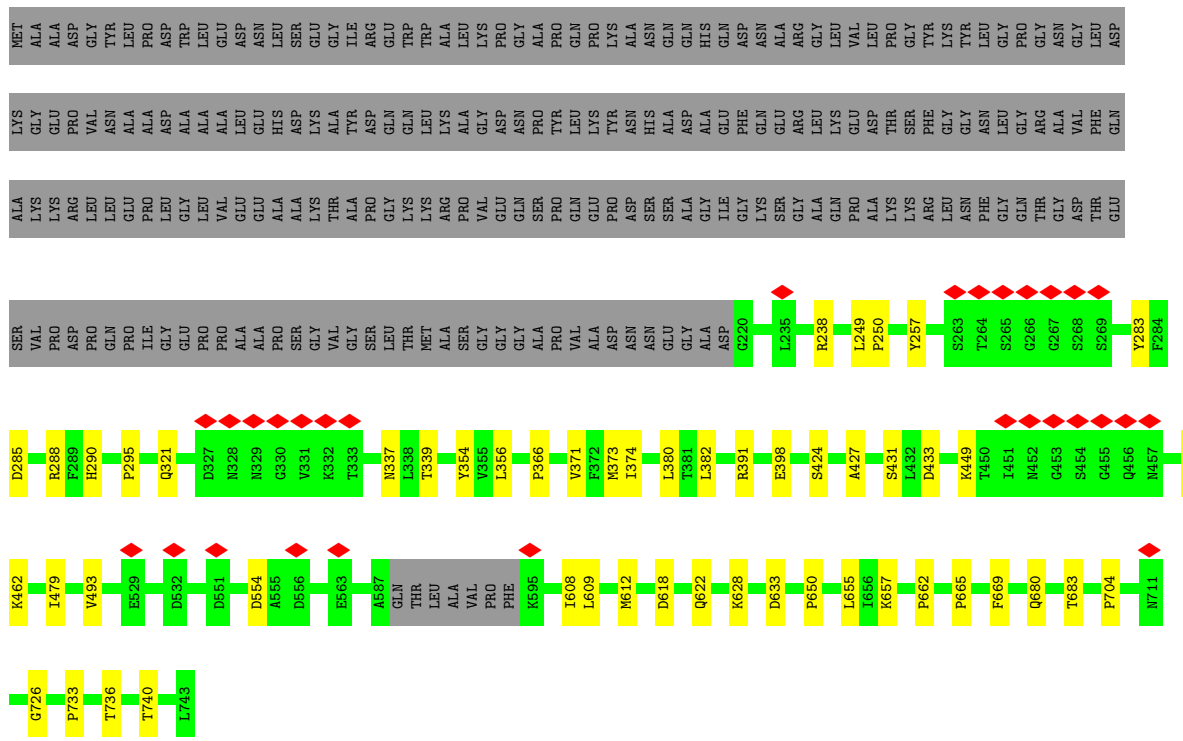 MET ALA ALA ASP GLY TYR LEU PRO ASP TRP LEU GLU ASP ASN LEU SER GLU GLY ILE ARG GLU TRP TRP ALA LEU LYS PRO GLY ALA PRO GLN PRO LYS ALA ASN GLN GLN HIS GLN ASP ASN ALA ARG GLY LEU VAL LEU PRO GLY TYR LYS TYR LEU GLY PRO GLY ASN GLY LEU ASP
LYS GLY GLU PRO VAL ASN ALA ALA ASP ALA ALA ALA LEU GLU HIS ASP LYS ALA TYR ASP GLN GLN LEU LYS ALA GLY ASP ASN PRO TYR LEU LYS TYR ASN HIS ALA ASP ALA GLU PHE GLN GLU ARG LEU LYS GLU ASP THR SER PHE GLY GLY ASN LEU GLY ARG ALA VAL PHE GLN
ALA LYS LYS ARG LEU LEU GLU PRO LEU GLY LEU VAL GLU GLU ALA ALA LYS THR ALA PRO GLY LYS LYS ARG PRO VAL GLU GLN SER PRO GLN GLU PRO ASP SER SER ALA GLY ILE GLY LYS SER GLY ALA GLN PRO ALA LYS LYS ARG LEU ASN PHE GLY GLN THR GLY ASP THR GLU
SER VAL PRO ASP PRO GLN PRO ILE GLY GLU PRO PRO ALA ALA PRO SER GLY VAL GLY SER LEU THR MET ALA SER GLY GLY GLY ALA PRO VAL ALA ASP ASN ASN GLU GLY ALA ASP G220 L235 R238 L249 P250 Y257 S263 T264 S265 G266 G267 S268 S269 Y283 F284
D285 R288 F289 H290 P295 Q321 D327 N328 N329 G330 V331 K332 T333 N337 L338 T339 Y354 V355 L356 P366 V371 F372 M373 I374 L380 T381 L382 R391 E398 S424 A427 S431 L432 D433 K449 T450 I451 N452 G453 S454 G455 Q456 N457
K462 I479 V493 E529 D532 D551 D554 A555 D556 E563 A587 GLN THR LEU ALA VAL PRO PHE K595 I608 L609 M612 D618 Q622 K628 D633 P650 L655 I656 K657 P662 P665 F669 Q680 T683 P704 N711
G726 P733 T736 T740 L743